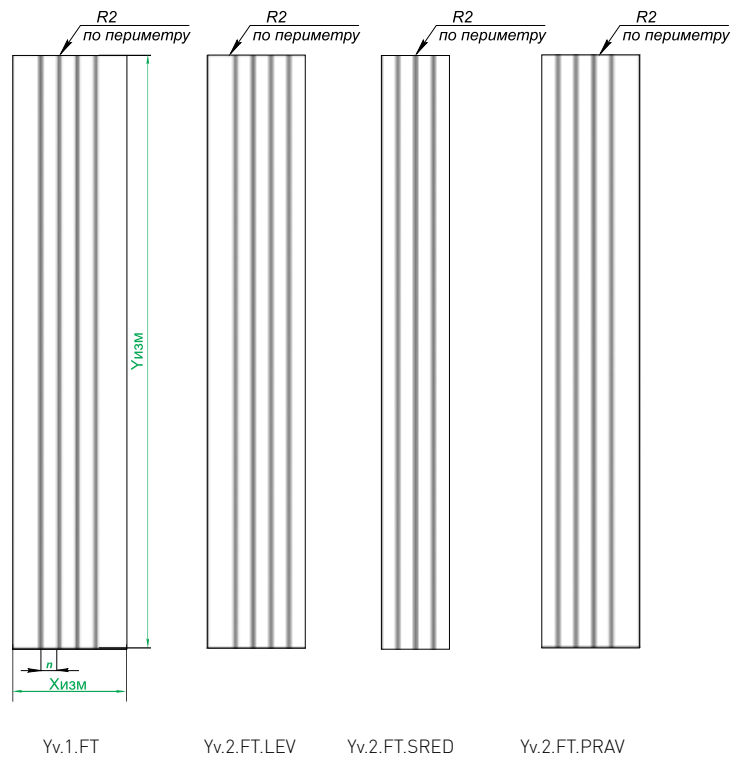 R2
по периметру
R2
по периметру
R2
по периметру
R2
по периметру
Yизм
n
Xизм
Yv.1.FT
Yv.2.FT.LEV
Yv.2.FT.SRED
Yv.2.FT.PRAV